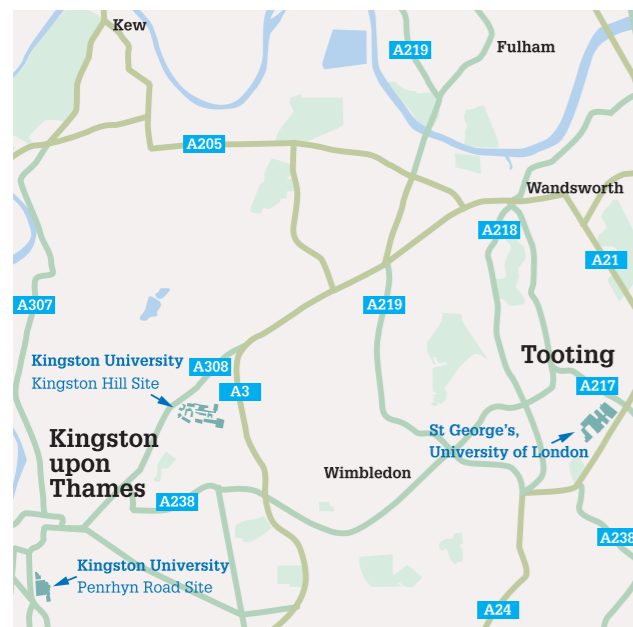 Kew
A219
Fulham
A205
Wandsworth
A218
A21
A307
A219
Kingston University
Kingston Hill Site
A308
A3
Tooting
A217
St George's,
University of London
Kingston
upon
Thames
Wimbledon
A238
A238
Kingston University
Penrhyn Road Site
A24